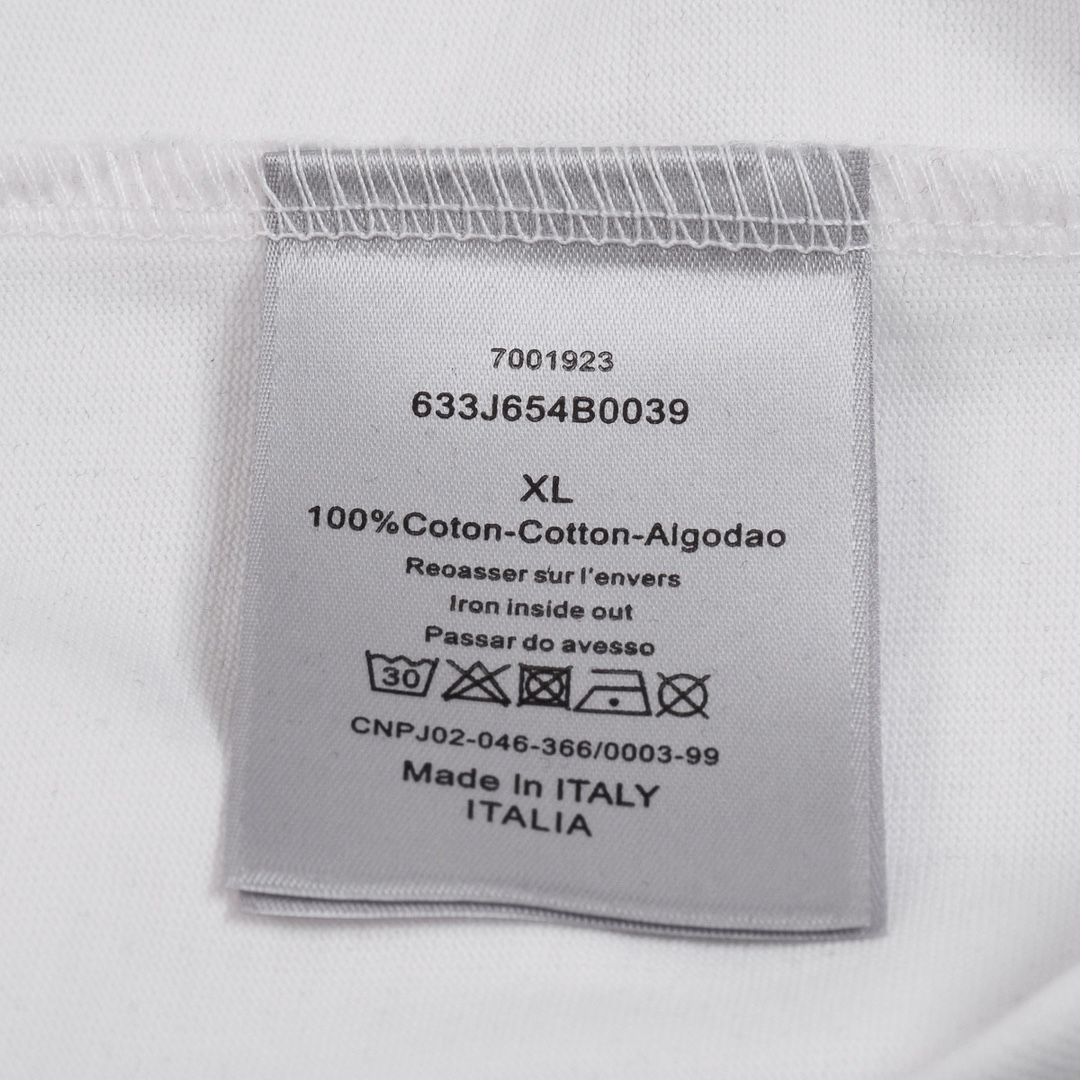 7001923
633J654B0039
XL
100%Coton-Cotton-Algodao
Reoasser sur l'envers
Iron inside out
Passar do avesso
30
CNPJ02-046-366/0003-99
Made In ITALY
ITALIA